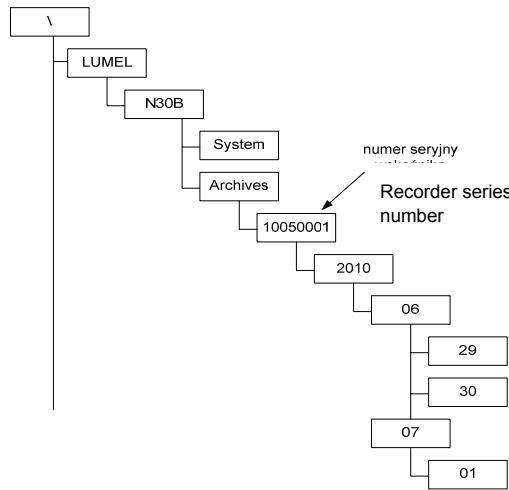 \
LUMEL
N30B
System
Archives
numer seryjny
Recorder series
number
10050001
2010
06
29
30
07
01